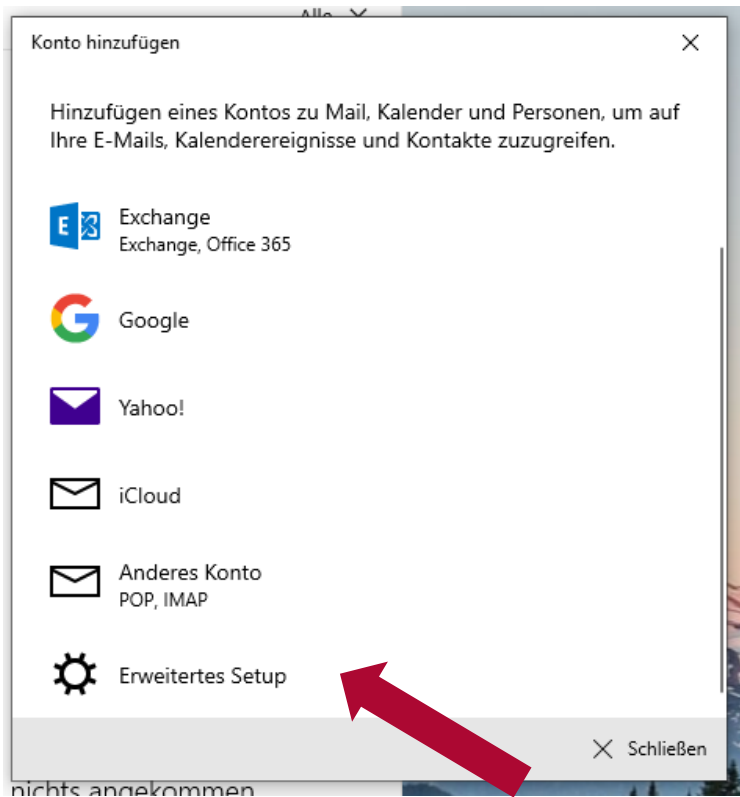 Alle
Konto hinzufügen
Hinzufügen eines Kontos zu Mail, Kalender und Personen, um auf
Ihre E-Mails, Kalenderereignisse und Kontakte zuzugreifen.
Exchange
Exchange, Office 365
Google
Yahoo!
iCloud
Anderes Konto
POP, IMAP
Erweitertes Setup
Schließen
nichts angekommen